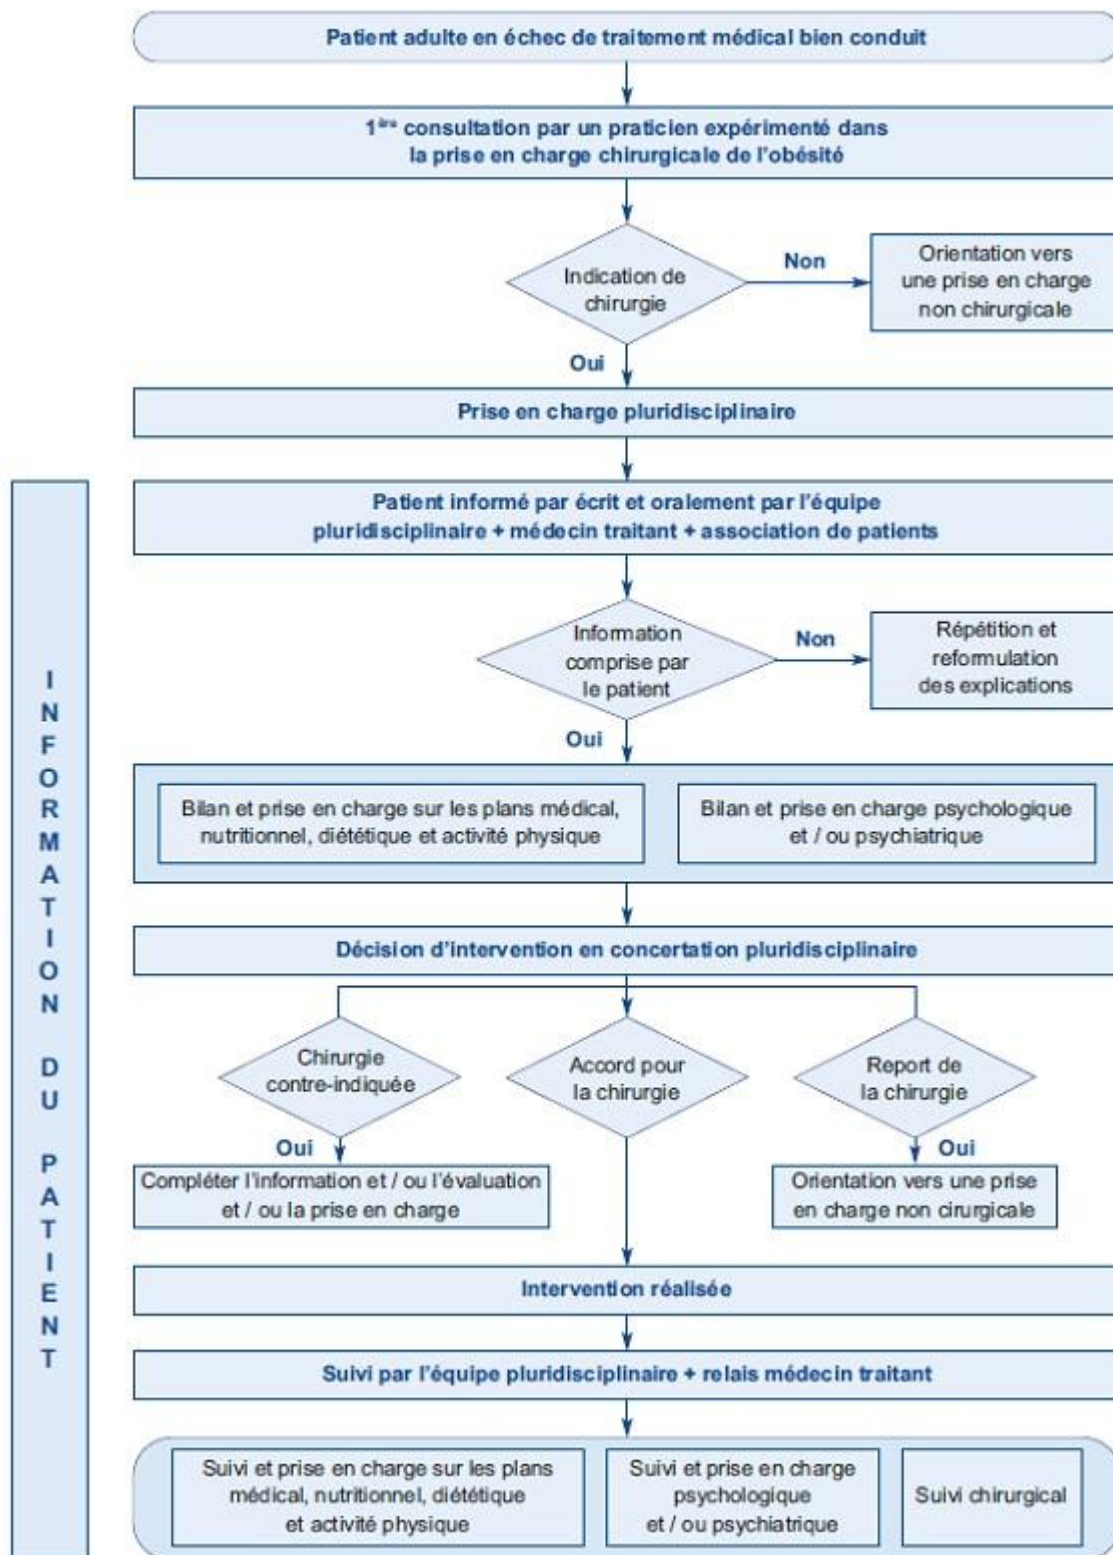 Patient adulte en échec de traitement médical bien conduit
1ère consultation par un praticien expérimenté dans
la prise en charge chirurgicale de l'obésité
Indication de
chirurgie
Non
Orientation vers
une prise en charge
non chirurgicale
Oui
Prise en charge pluridisciplinaire
Patient informé par écrit et oralement par l'équipe
pluridisciplinaire + médecin traitant + association de patients
Information
comprise par
le patient
Non
Répétition et
reformulation
des explications
Oui
Bilan et prise en charge sur les plans médical,
nutritionnel, diététique et activité physique
Bilan et prise en charge psychologique
et / ou psychiatrique
Décision d'intervention en concertation pluridisciplinaire
Chirurgie
contre-indiquée
Accord pour
la chirurgie
Report de
la chirurgie
Oui
Oui
Compléter l'information et / ou l'évaluation
et / ou la prise en charge
Orientation vers une prise
en charge non cirurgicale
Intervention réalisée
Suivi par l'équipe pluridisciplinaire + relais médecin traitant
Suivi et prise en charge sur les plans
médical, nutritionnel, diététique
et activité physique
Suivi et prise en charge
psychologique
et / ou psychiatrique
Suivi chirurgical
INFORMATION DU PATIENT